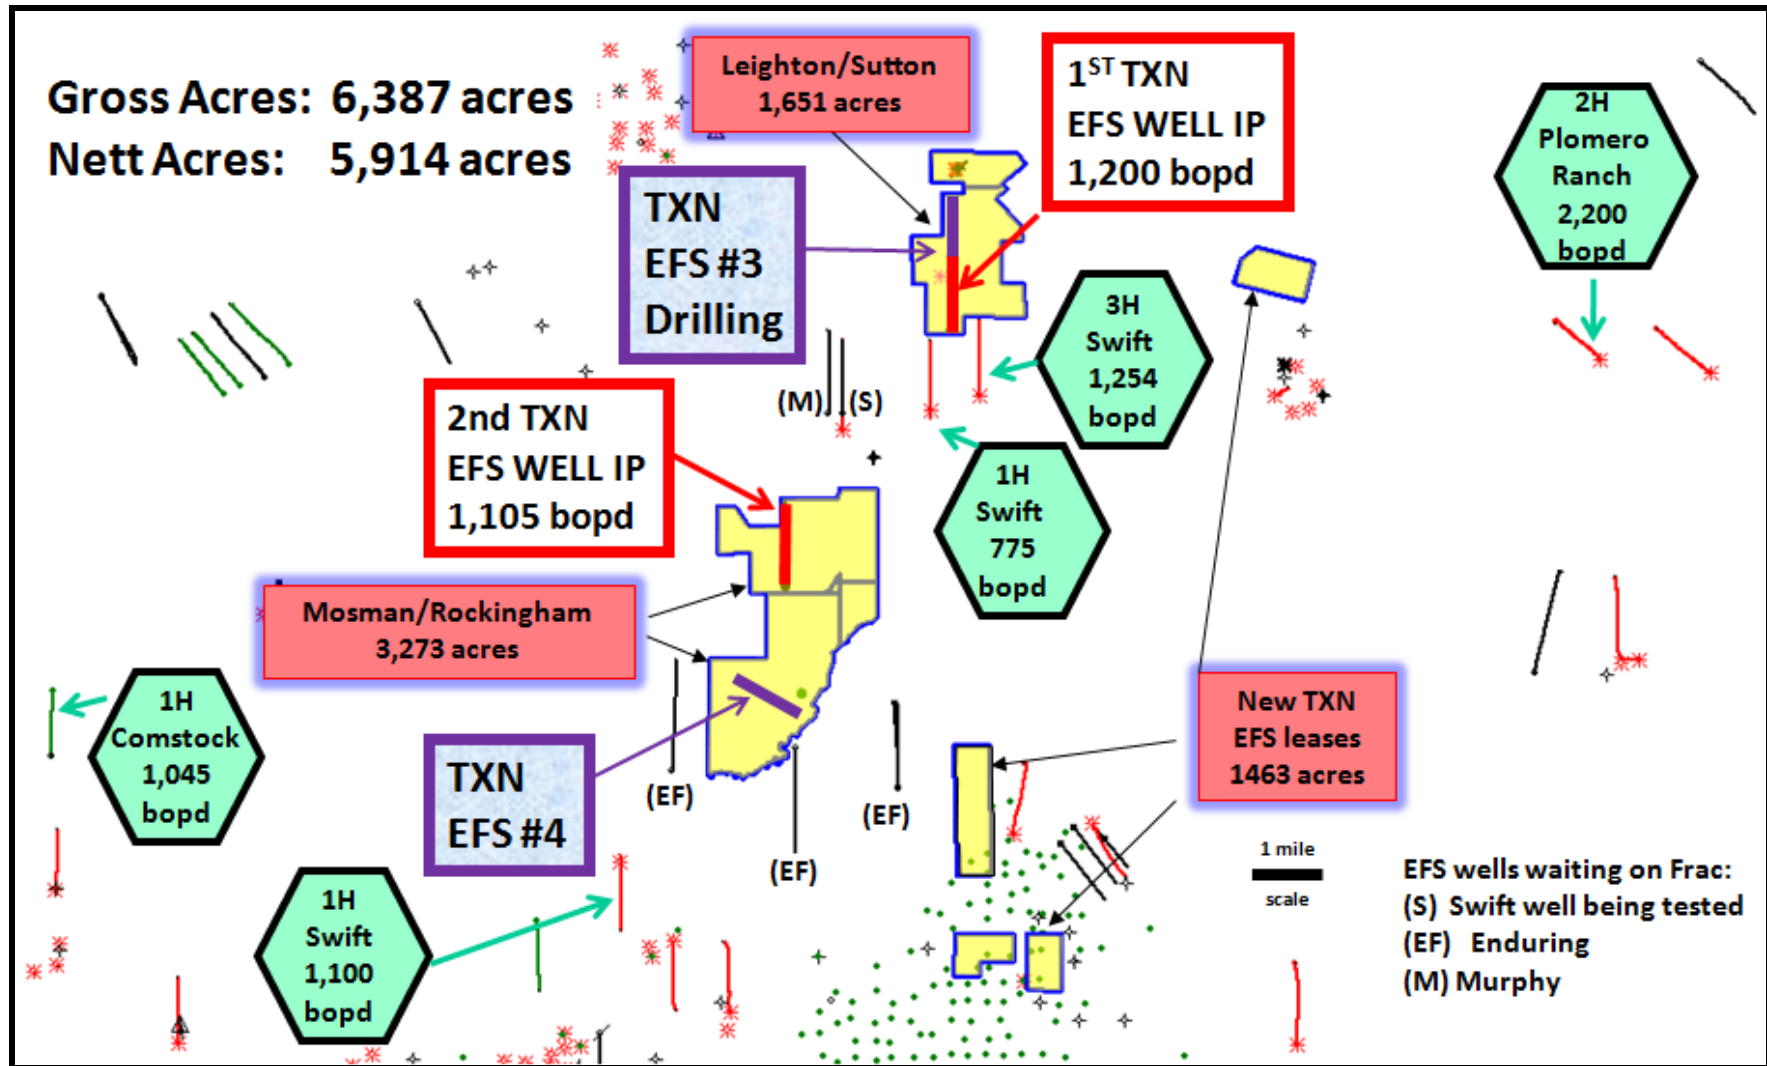 Gross Acres: 6,387 acres
Nett Acres: 5,914 acres
Leighton/Sutton
1,651 acres
1ST TXN
EFS WELL IP
1,200 bopd
2H
Plomero
Ranch
2,200
bopd
TXN
EFS #3
Drilling
3H
Swift
1,254
bopd
(M)
(S)
2nd TXN
EFS WELL IP
1,105 bopd
1H
Swift
775
bopd
Mosman/Rockingham
3,273 acres
1H
Comstock
1,045
bopd
TXN
EFS #4
(EF)
(EF)
(EF)
New TXN
EFS leases
1463 acres
1H
Swift
1,100
bopd
1 mile
scale
EFS wells waiting on Frac:
(S) Swift well being tested
(EF) Enduring
(M) Murphy